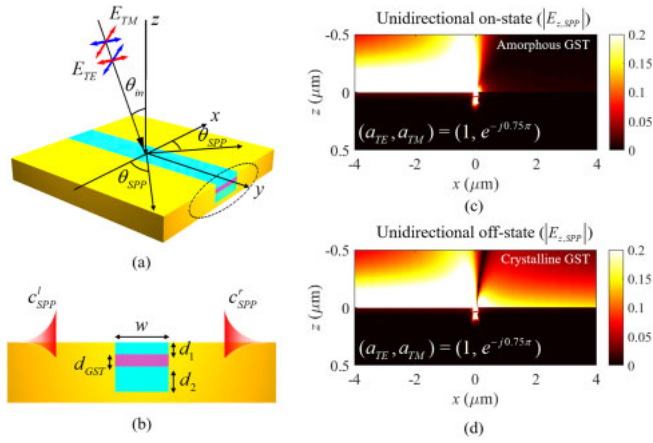 E_TM
E_TE
z
θ_in
x
θ_SPP
θ_SPP
y
(a)
c^l_SPP
c^r_SPP
w
d_1
d_GST
d_2
(b)
Unidirectional on-state (|E_z,SPP|)
Amorphous GST
-0.5
0
0.5
z (μm)
(a_TE, a_TM) = (1, e^-j0.75π)
-4
-2
0
2
4
x (μm)
0.2
0.15
0.1
0.05
0
(c)
Unidirectional off-state (|E_z,SPP|)
Crystalline GST
-0.5
0
0.5
z (μm)
(a_TE, a_TM) = (1, e^-j0.75π)
-4
-2
0
2
4
x (μm)
0.2
0.15
0.1
0.05
0
(d)